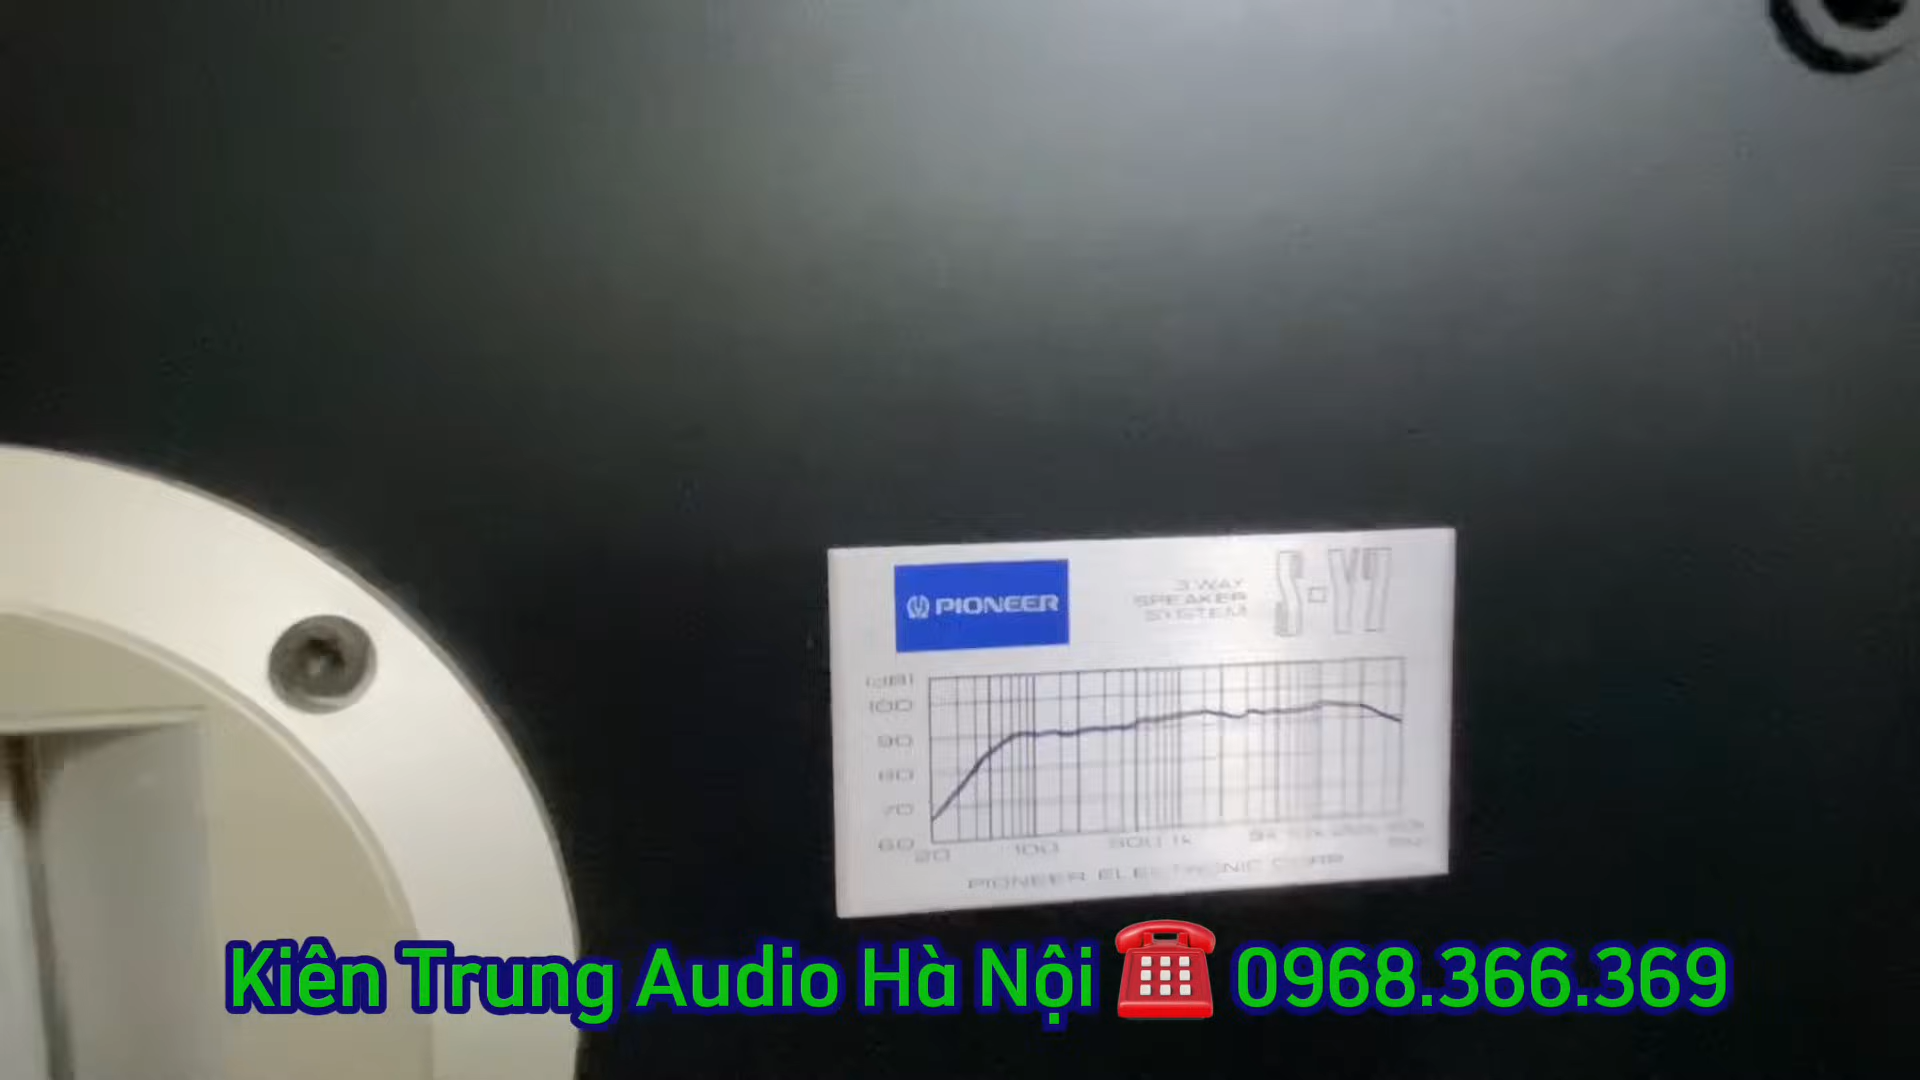 PIONEER
3 WAY
SPEAKER
SYSTEM
S-Y7
(dB)
100
90
80
70
60
20 100 500 1k
PIONEER ELECTRONIC CORP
Kiên Trung Audio Hà Nội ☎ 0968.366.369